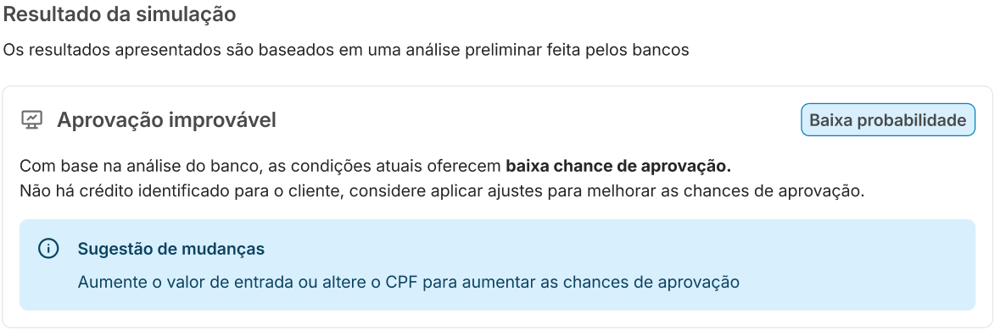 Resultado da simulação
Os resultados apresentados são baseados em uma análise preliminar feita pelos bancos
Aprovação improvável
Baixa probabilidade
Com base na análise do banco, as condições atuais oferecem baixa chance de aprovação.
Não há crédito identificado para o cliente, considere aplicar ajustes para melhorar as chances de aprovação.
Sugestão de mudanças
Aumente o valor de entrada ou altere o CPF para aumentar as chances de aprovação